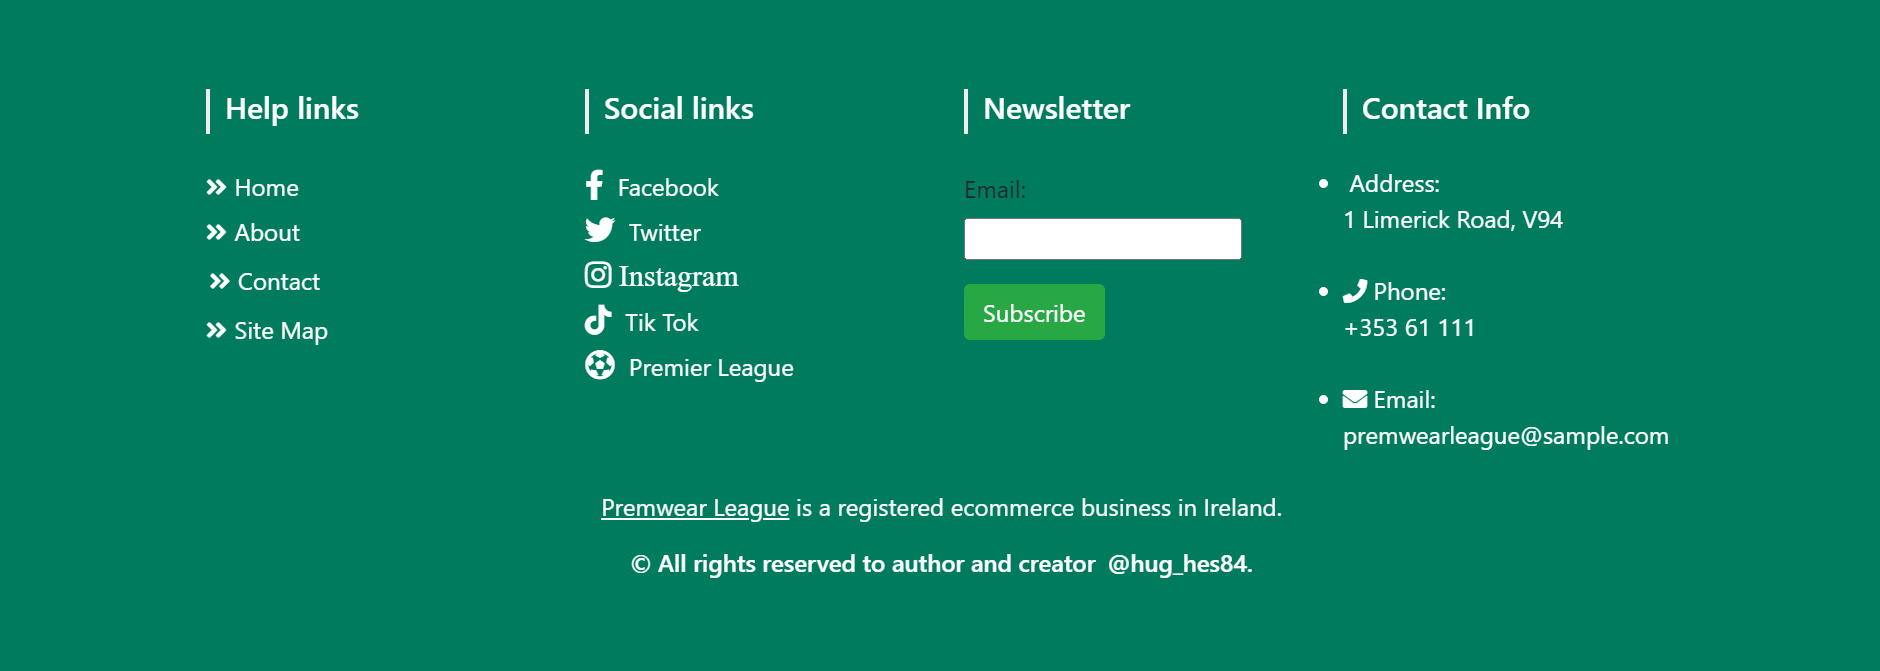 Help links
Home
About
Contact
Site Map
Social links
Facebook
Twitter
Instagram
Tik Tok
Premier League
Newsletter
Email:
Subscribe
Contact Info
Address:
1 Limerick Road, V94
Phone:
+353 61 111
Email:
premwearleague@sample.com
Premwear League is a registered ecommerce business in Ireland.
© All rights reserved to author and creator @hug_hes84.